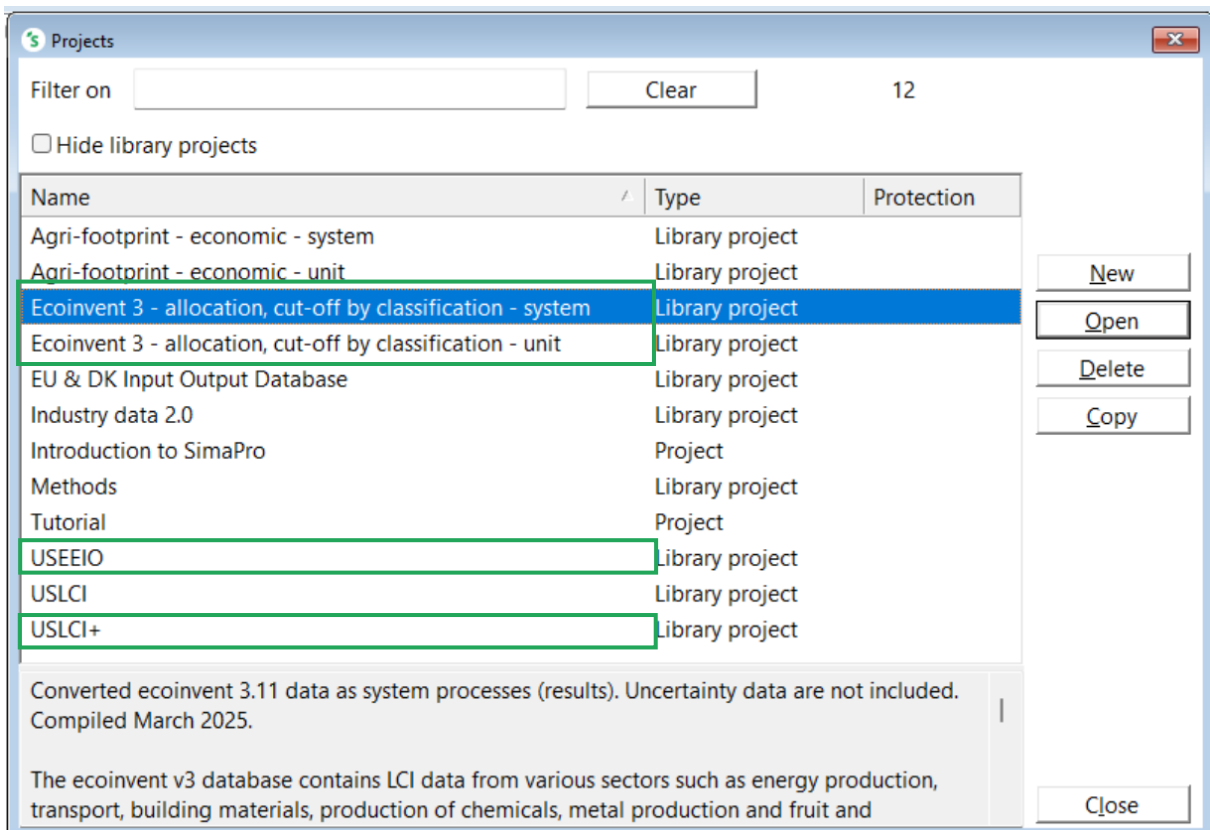 Projects
Filter on Clear 12
Hide library projects
Name Type Protection
Agri-footprint - economic - system Library project
Agri-footprint - economic - unit Library project
New
Ecoinvent 3 - allocation, cut-off by classification - system Library project
Open
Ecoinvent 3 - allocation, cut-off by classification - unit Library project
EU & DK Input Output Database Library project
Delete
Industry data 2.0 Library project
Copy
Introduction to SimaPro Project
Methods Library project
Tutorial Project
USEEIO Library project
USLCI Library project
USLCI+ Library project
Converted ecoinvent 3.11 data as system processes (results). Uncertainty data are not included.
Compiled March 2025.
The ecoinvent v3 database contains LCI data from various sectors such as energy production,
transport, building materials, production of chemicals, metal production and fruit and
Close